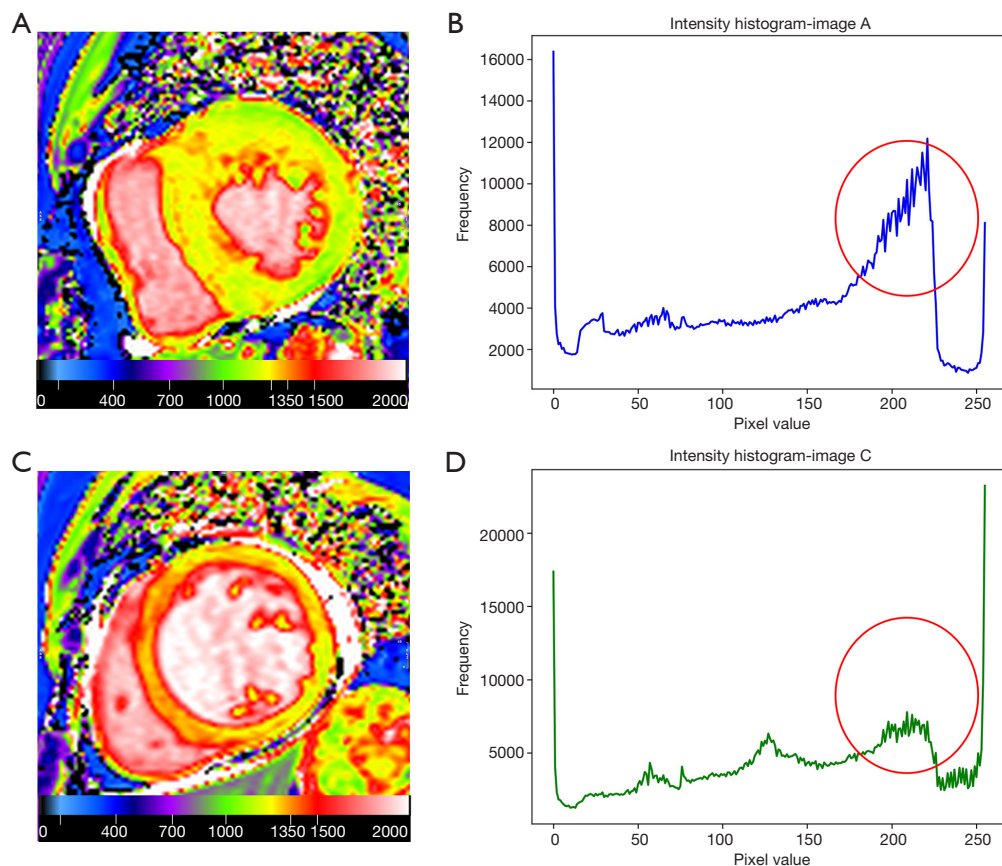 A
0 400 700 1000 1350 1500 2000
B
Intensity histogram-image A
Frequency
16000
14000
12000
10000
8000
6000
4000
2000
0 50 100 150 200 250
Pixel value
C
0 400 700 1000 1350 1500 2000
D
Intensity histogram-image C
Frequency
20000
15000
10000
5000
0 50 100 150 200 250
Pixel value